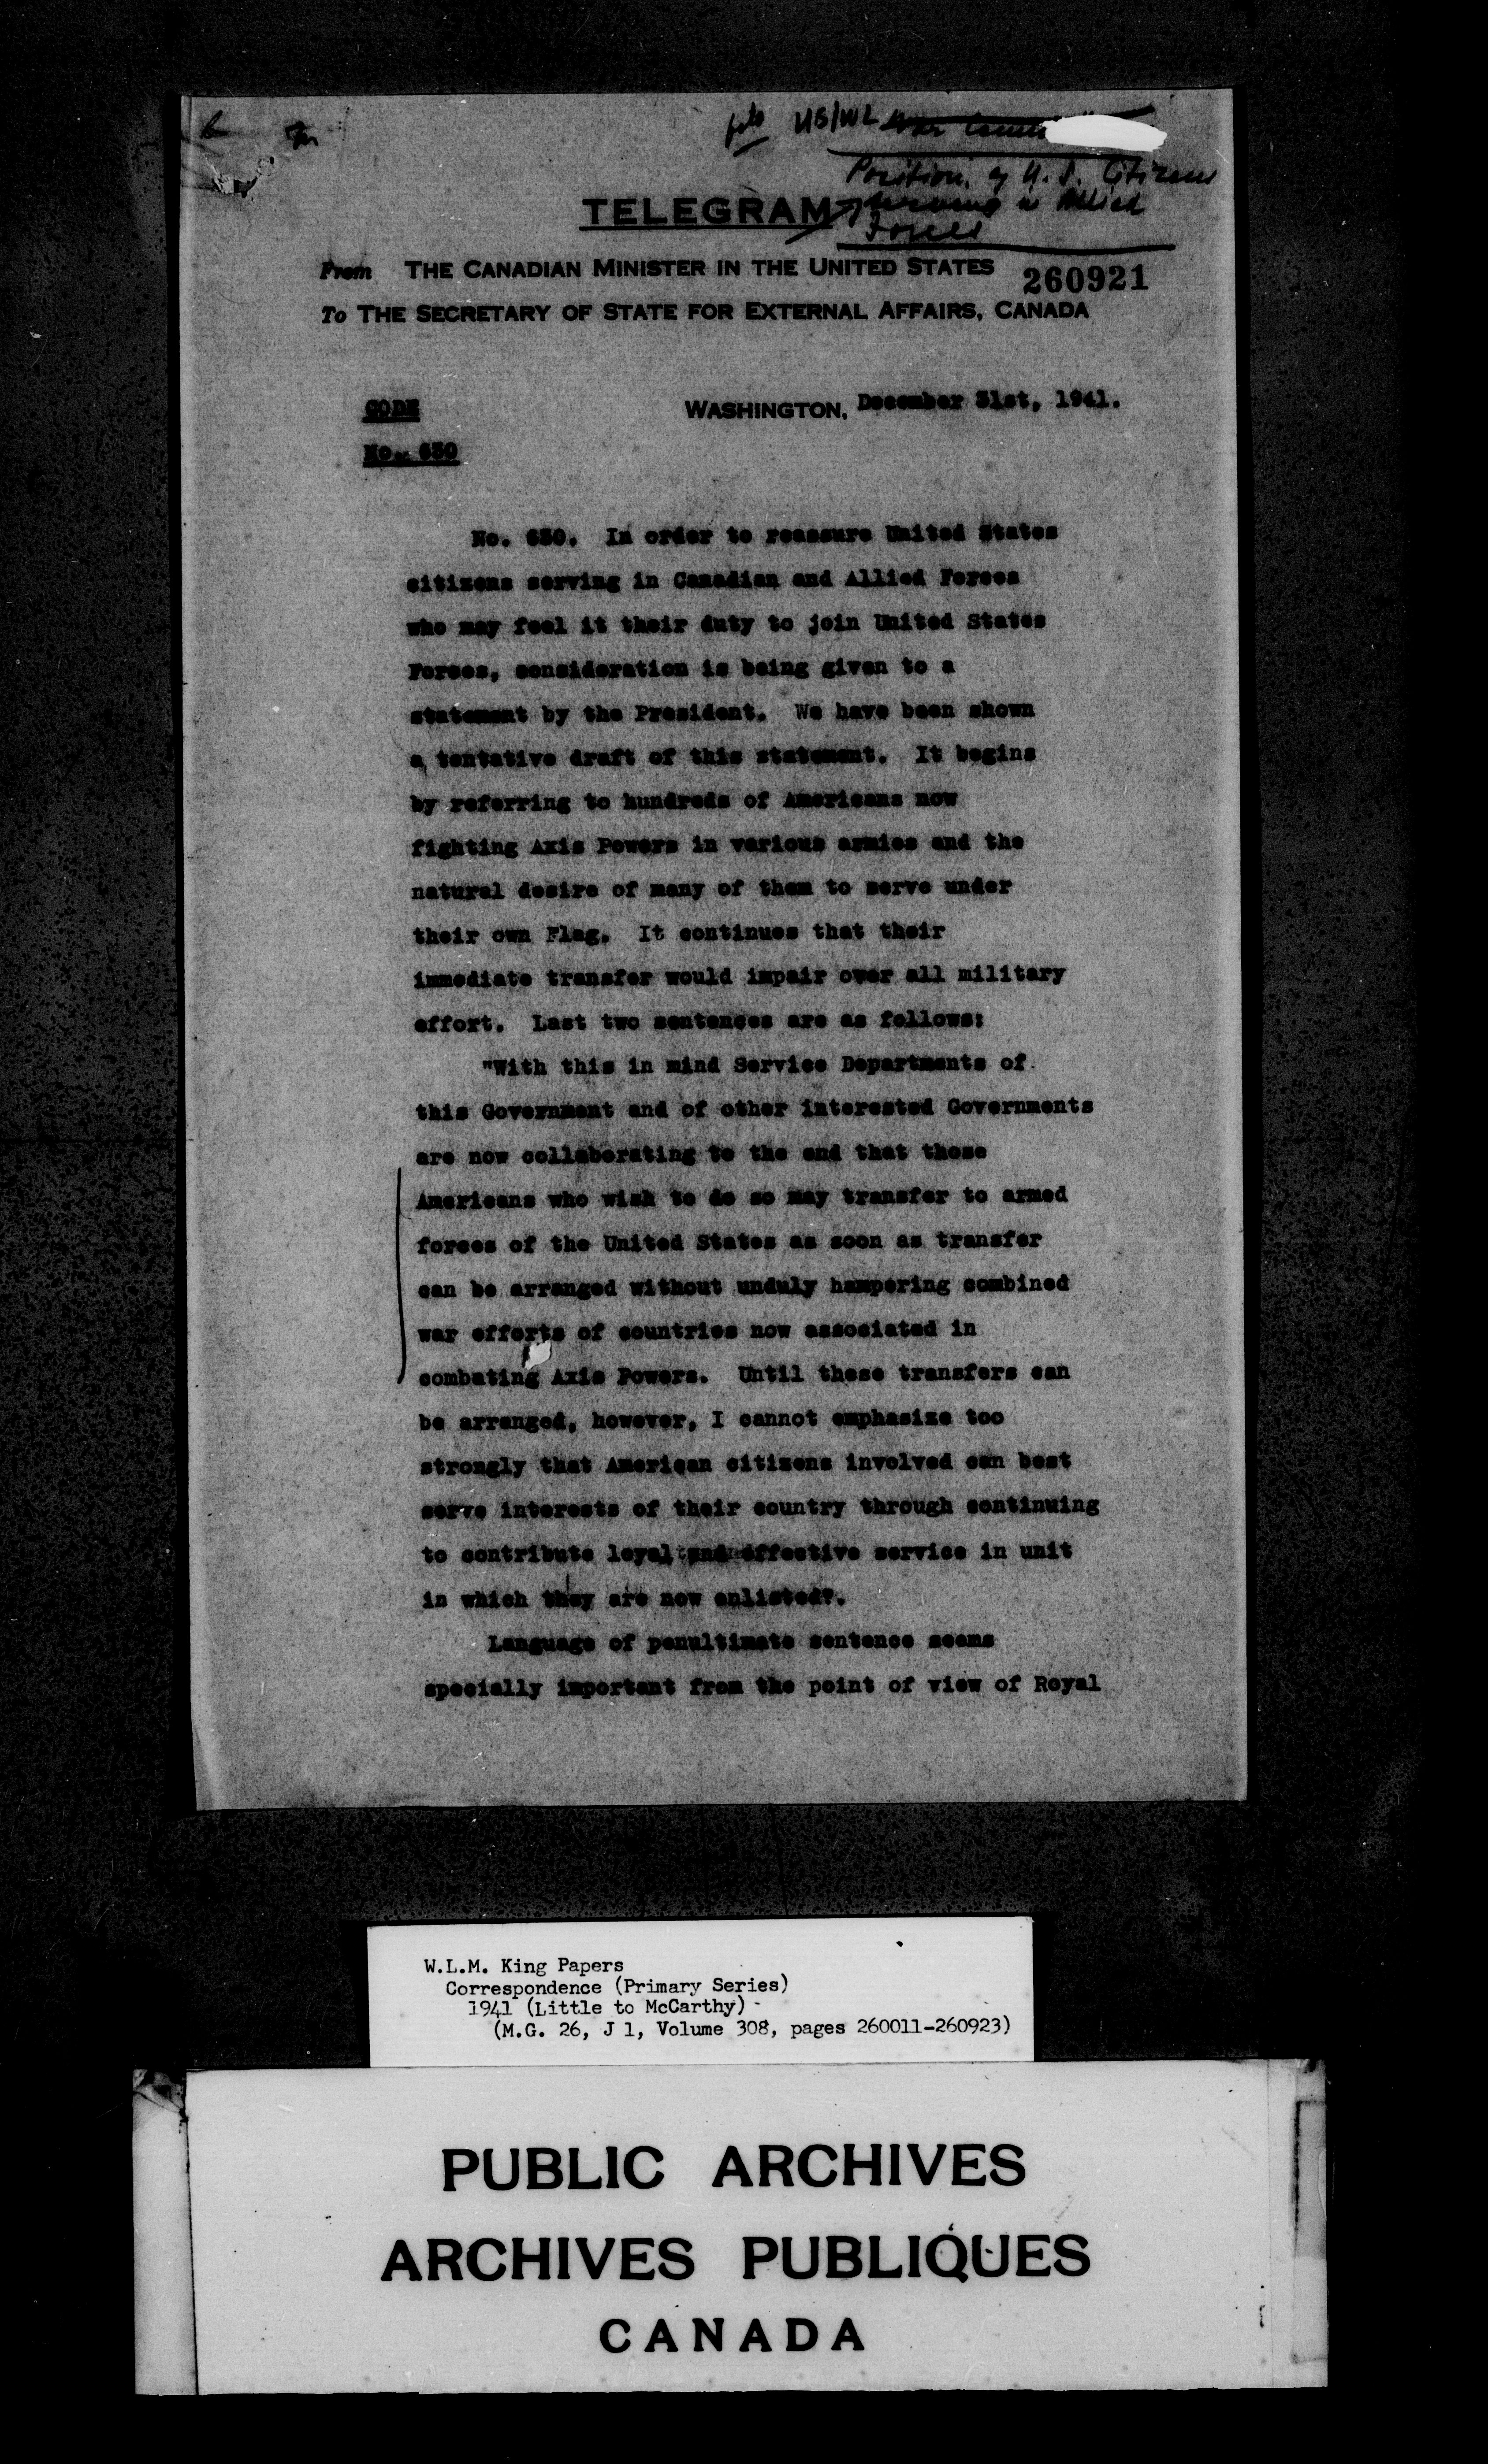 file US/WL
Position of U.S. Citizens
TELEGRAM serving in Allied
Forces
From THE CANADIAN MINISTER IN THE UNITED STATES
260921
To THE SECRETARY OF STATE FOR EXTERNAL AFFAIRS, CANADA
CODE
WASHINGTON, December 31st, 1941.
No. 630
No. 630. In order to reassure United States
citizens serving in Canadian and Allied Forces
who may feel it their duty to join United States
Forces, consideration is being given to a
statement by the President. We have been shown
a tentative draft of this statement. It begins
by referring to hundreds of Americans now
fighting Axis Powers in various armies and the
natural desire of many of them to serve under
their own Flag. It continues that their
immediate transfer would impair over all military
effort. Last two sentences are as follows:
"With this in mind Service Departments of
this Government and of other interested Governments
are now collaborating to the end that those
Americans who wish to do so may transfer to armed
forces of the United States as soon as transfer
can be arranged without unduly hampering combined
war efforts of countries now associated in
combating Axis Powers. Until these transfers can
be arranged, however, I cannot emphasize too
strongly that American citizens involved can best
serve interests of their country through continuing
to contribute loyal and effective service in unit
in which they are now enlisted".
Language of penultimate sentence seems
specially important from the point of view of Royal
W.L.M. King Papers
Correspondence (Primary Series)
1941 (Little to McCarthy) -
(M.G. 26, J 1, Volume 308, pages 260011-260923)
PUBLIC ARCHIVES
ARCHIVES PUBLIQUES
CANADA